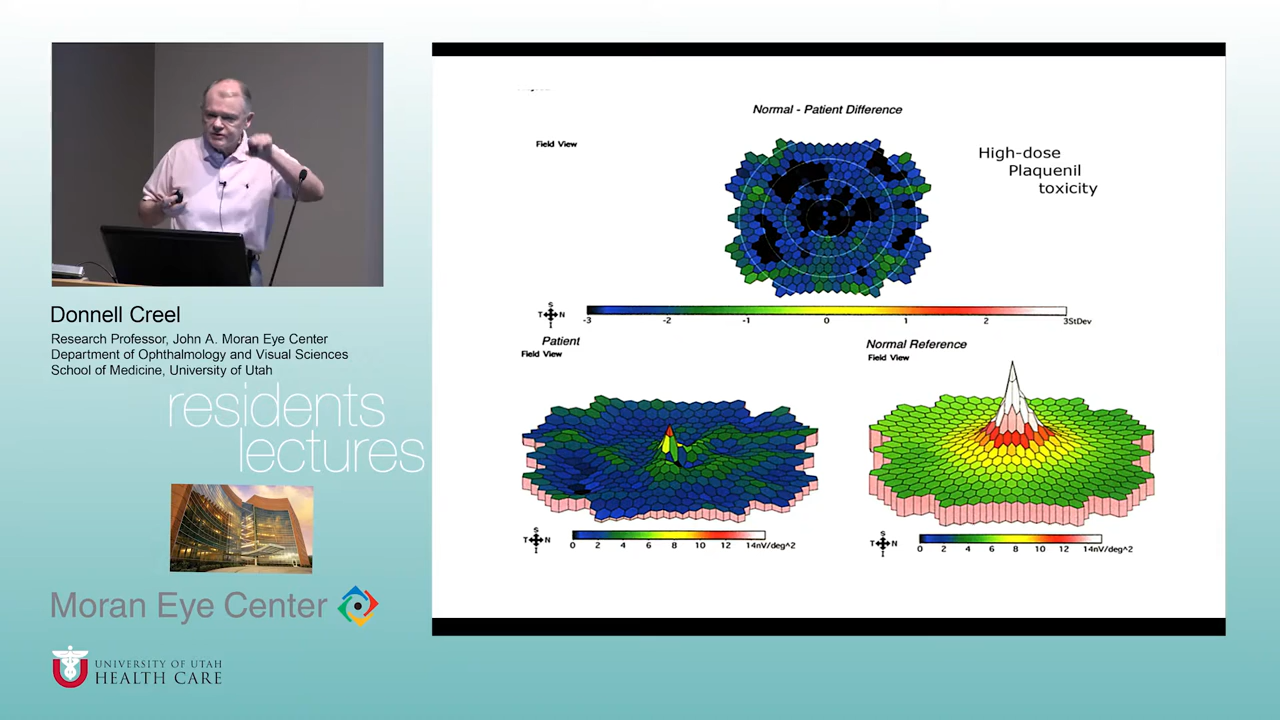 Donnell Creel
Research Professor, John A. Moran Eye Center
Department of Ophthalmology and Visual Sciences
School of Medicine, University of Utah
residents
lectures
Moran Eye Center
UNIVERSITY OF UTAH
HEALTH CARE
Normal - Patient Difference
Field View
High-dose
Plaquenil
toxicity
S
T N
I
-3 -2 -1 0 1 2 3StDev
Patient
Field View
S
T N
I
0 2 4 6 8 10 12 14nV/deg^2
Normal Reference
Field View
S
T N
I
0 2 4 6 8 10 12 14nV/deg^2